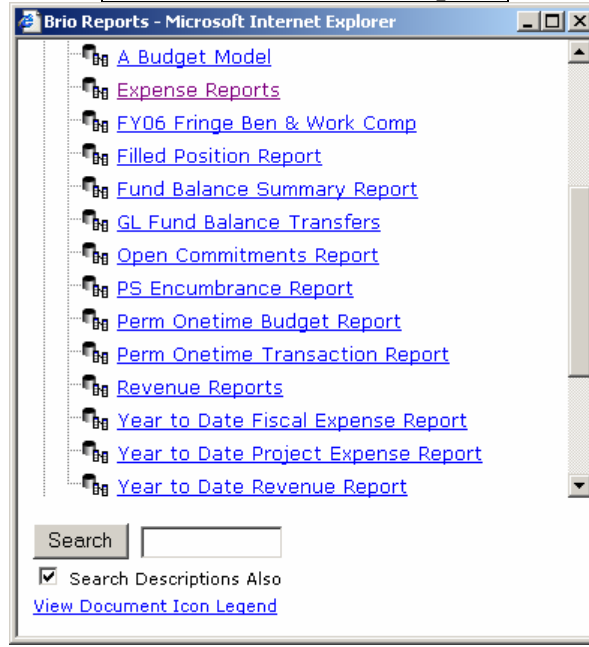 Brio Reports - Microsoft Internet Explorer
A Budget Model
Expense Reports
FY06 Fringe Ben & Work Comp
Filled Position Report
Fund Balance Summary Report
GL Fund Balance Transfers
Open Commitments Report
PS Encumbrance Report
Perm Onetime Budget Report
Perm Onetime Transaction Report
Revenue Reports
Year to Date Fiscal Expense Report
Year to Date Project Expense Report
Year to Date Revenue Report
Search
Search Descriptions Also
View Document Icon Legend